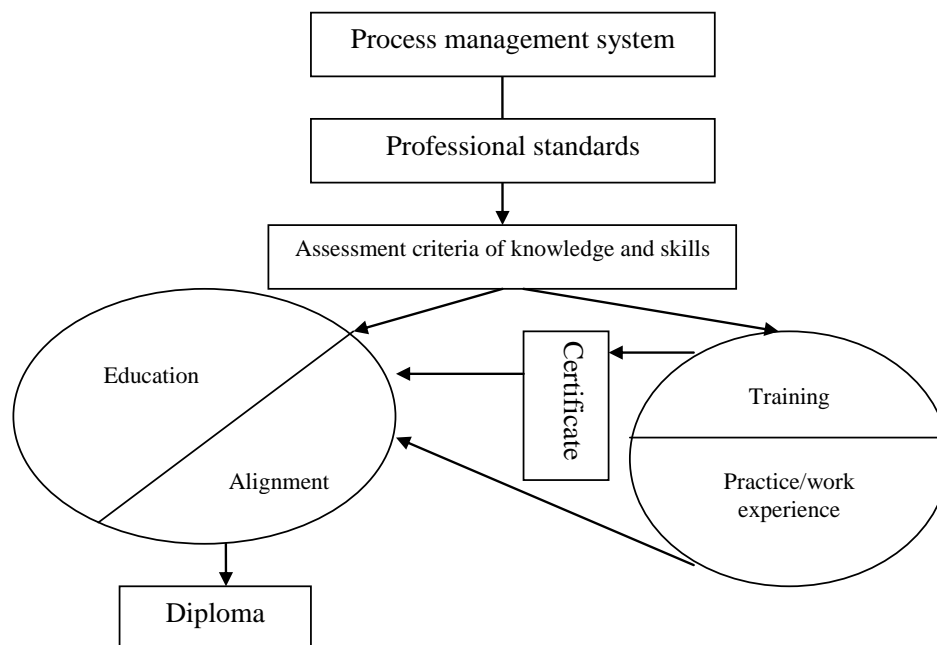 Process management system
Professional standards
Assessment criteria of knowledge and skills
Education
Alignment
Certificate
Training
Practice/work
experience
Diploma